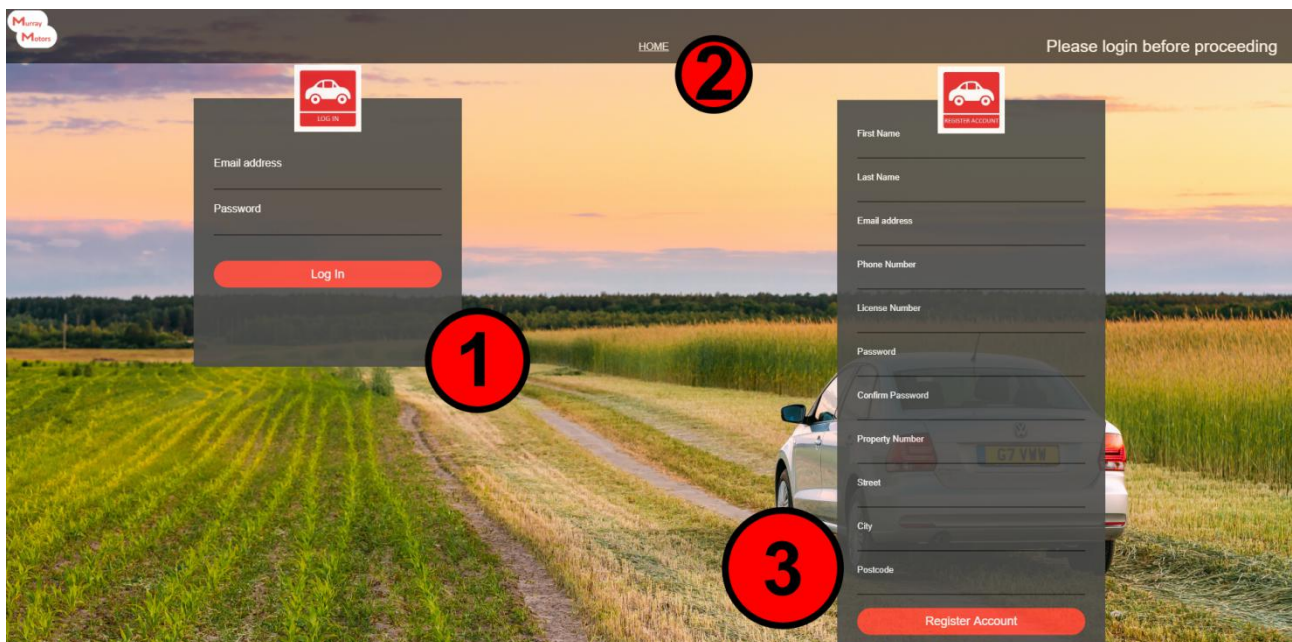 Murray
Motors
HOME
Please login before proceeding
2
LOG IN
Email address
Password
Log In
1
REGISTER ACCOUNT
First Name
Last Name
Email address
Phone Number
License Number
Password
Confirm Password
Property Number
Street
City
Postcode
Register Account
G7 VWW
3